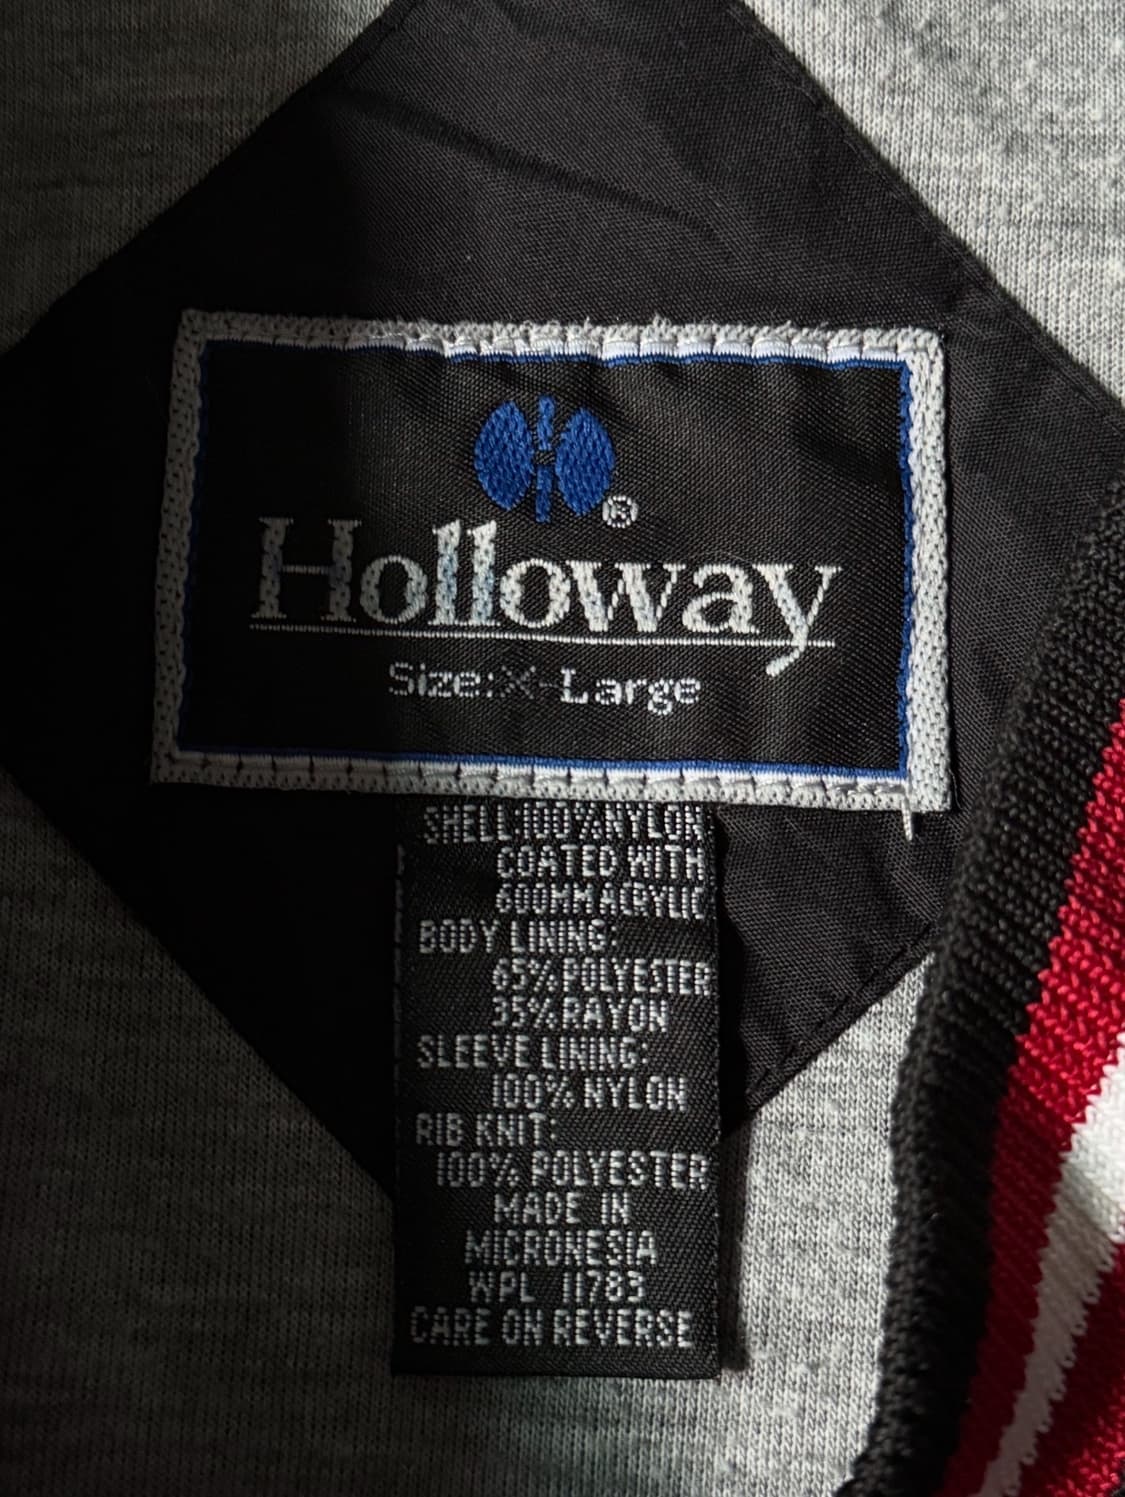 ®
Holloway
Size: X-Large
SHELL:100%NYLON
COATED WITH
600MM ACRYLIC
BODY LINING:
65% POLYESTER
35% RAYON
SLEEVE LINING:
100% NYLON
RIB KNIT:
100% POLYESTER
MADE IN
MICRONESIA
WPL 11783
CARE ON REVERSE